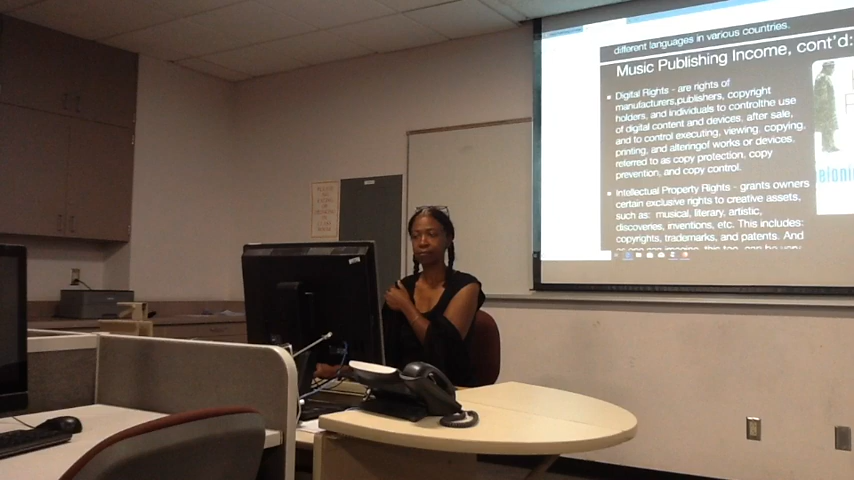 different languages in various countries.
Music Publishing Income, cont'd:
Digital Rights - are rights of
manufacturers,publishers, copyright
holders, and individuals to controlthe use
of digital content and devices, after sale,
and to control executing, viewing, copying,
printing, and alteringof works or devices,
referred to as copy protection, copy
prevention, and copy control.
Intellectual Property Rights - grants owners
certain exclusive rights to creative assets,
such as: musical, literary, artistic,
discoveries, inventions, etc. This includes:
copyrights, trademarks, and patents. And